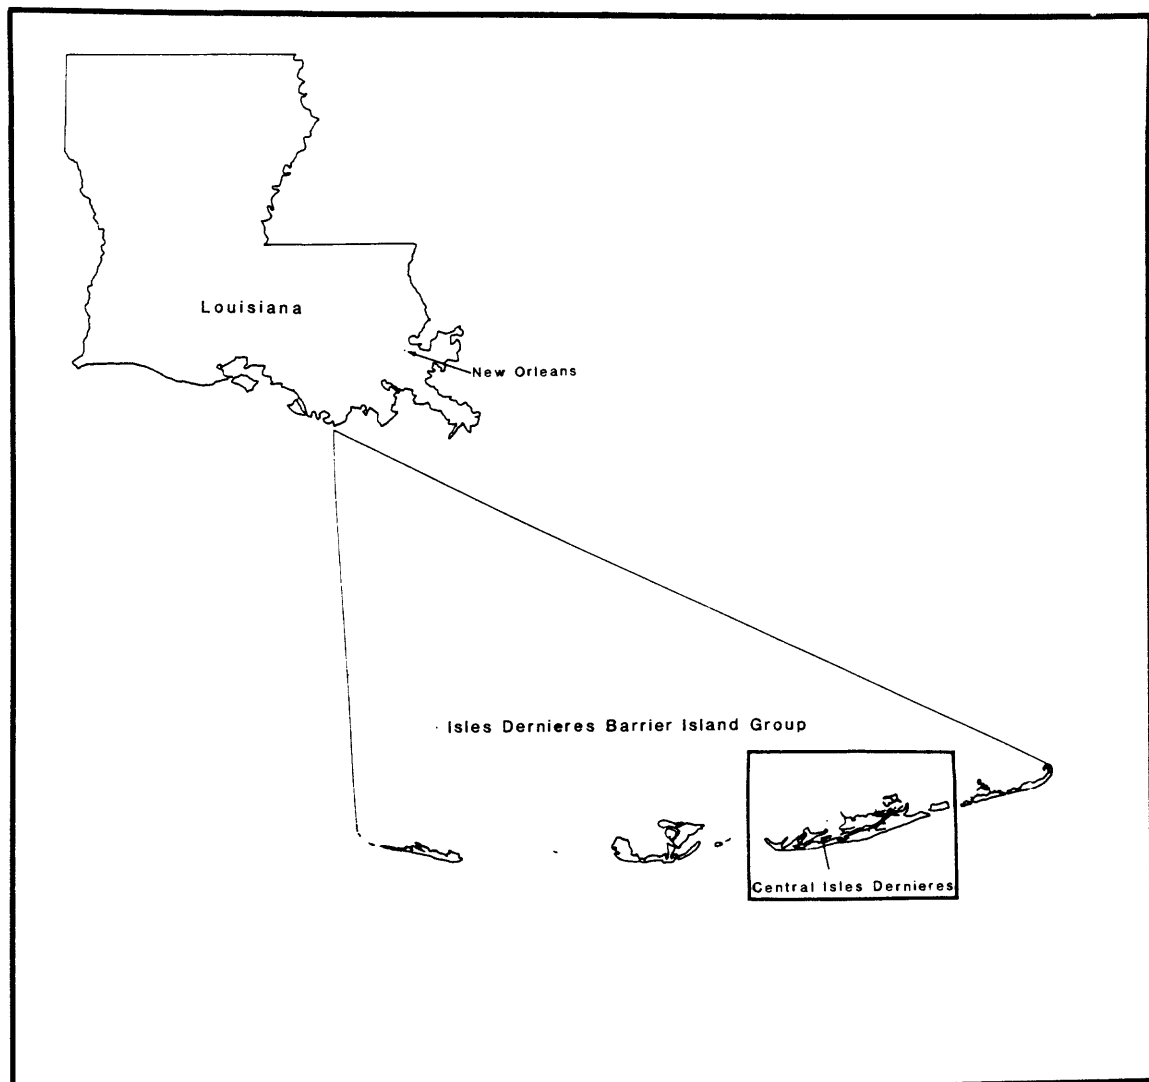 Louisiana
New Orleans
Isles Dernieres Barrier Island Group
Central Isles Dernieres